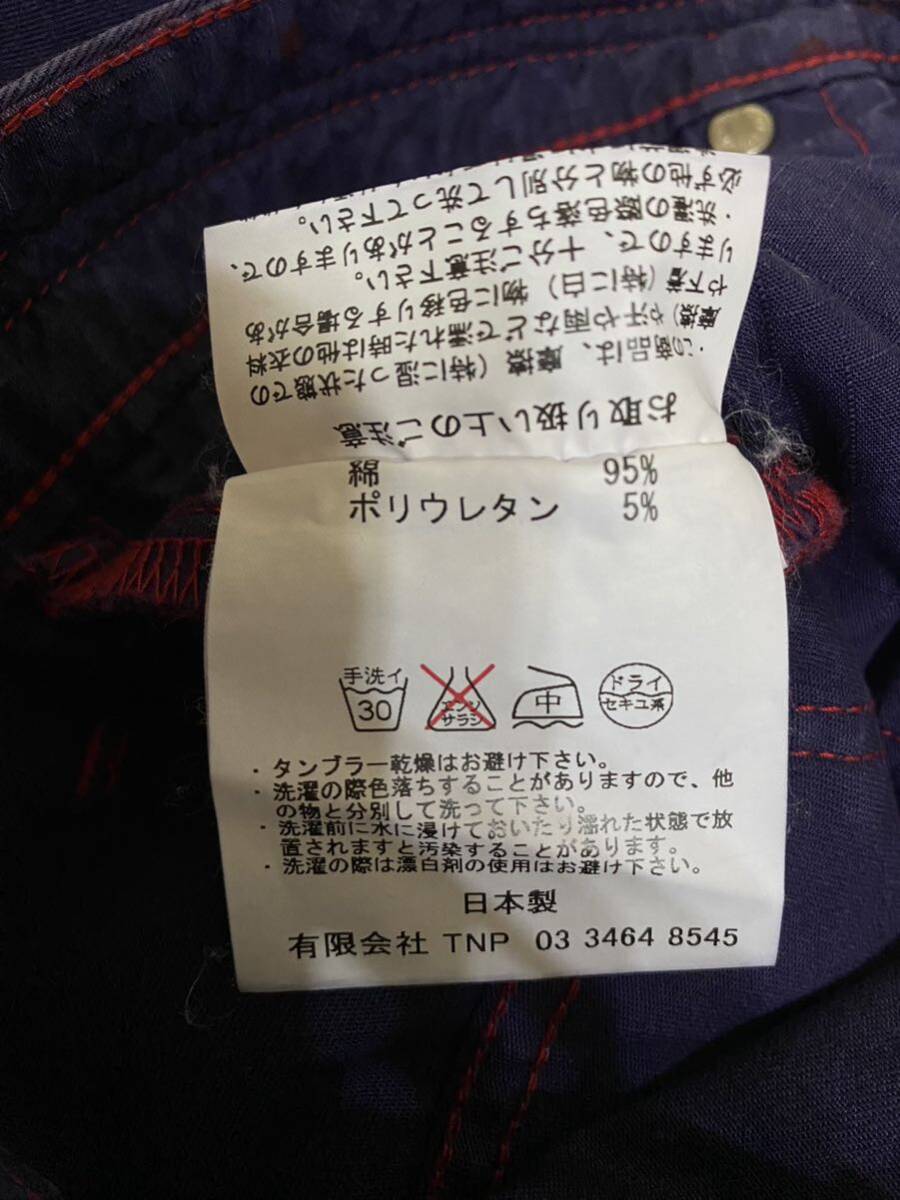 綿 95%
ポリウレタン 5%
手洗イ
30
エンソ
サラシ
中
ドライ
セキユ系
・タンブラー乾燥はお避け下さい。
・洗濯の際色落ちすることがありますので、他
の物と分別して洗って下さい。
・洗濯前に水に浸けておいたり濡れた状態で放
置されますと汚染することがあります。
・洗濯の際は漂白剤の使用はお避け下さい。
日本製
有限会社 TNP 03 3464 8545
お取り扱い上のご注意
・この商品は、摩擦（特に湿った状態での
摩擦）や汗や雨などで濡れた時は他の衣料
や下着（特に白）物に色移りする場合があ
りますので、十分ご注意下さい。
・洗濯の際色落ちすることがありますので、
必ず他の物と分別して洗って下さい。